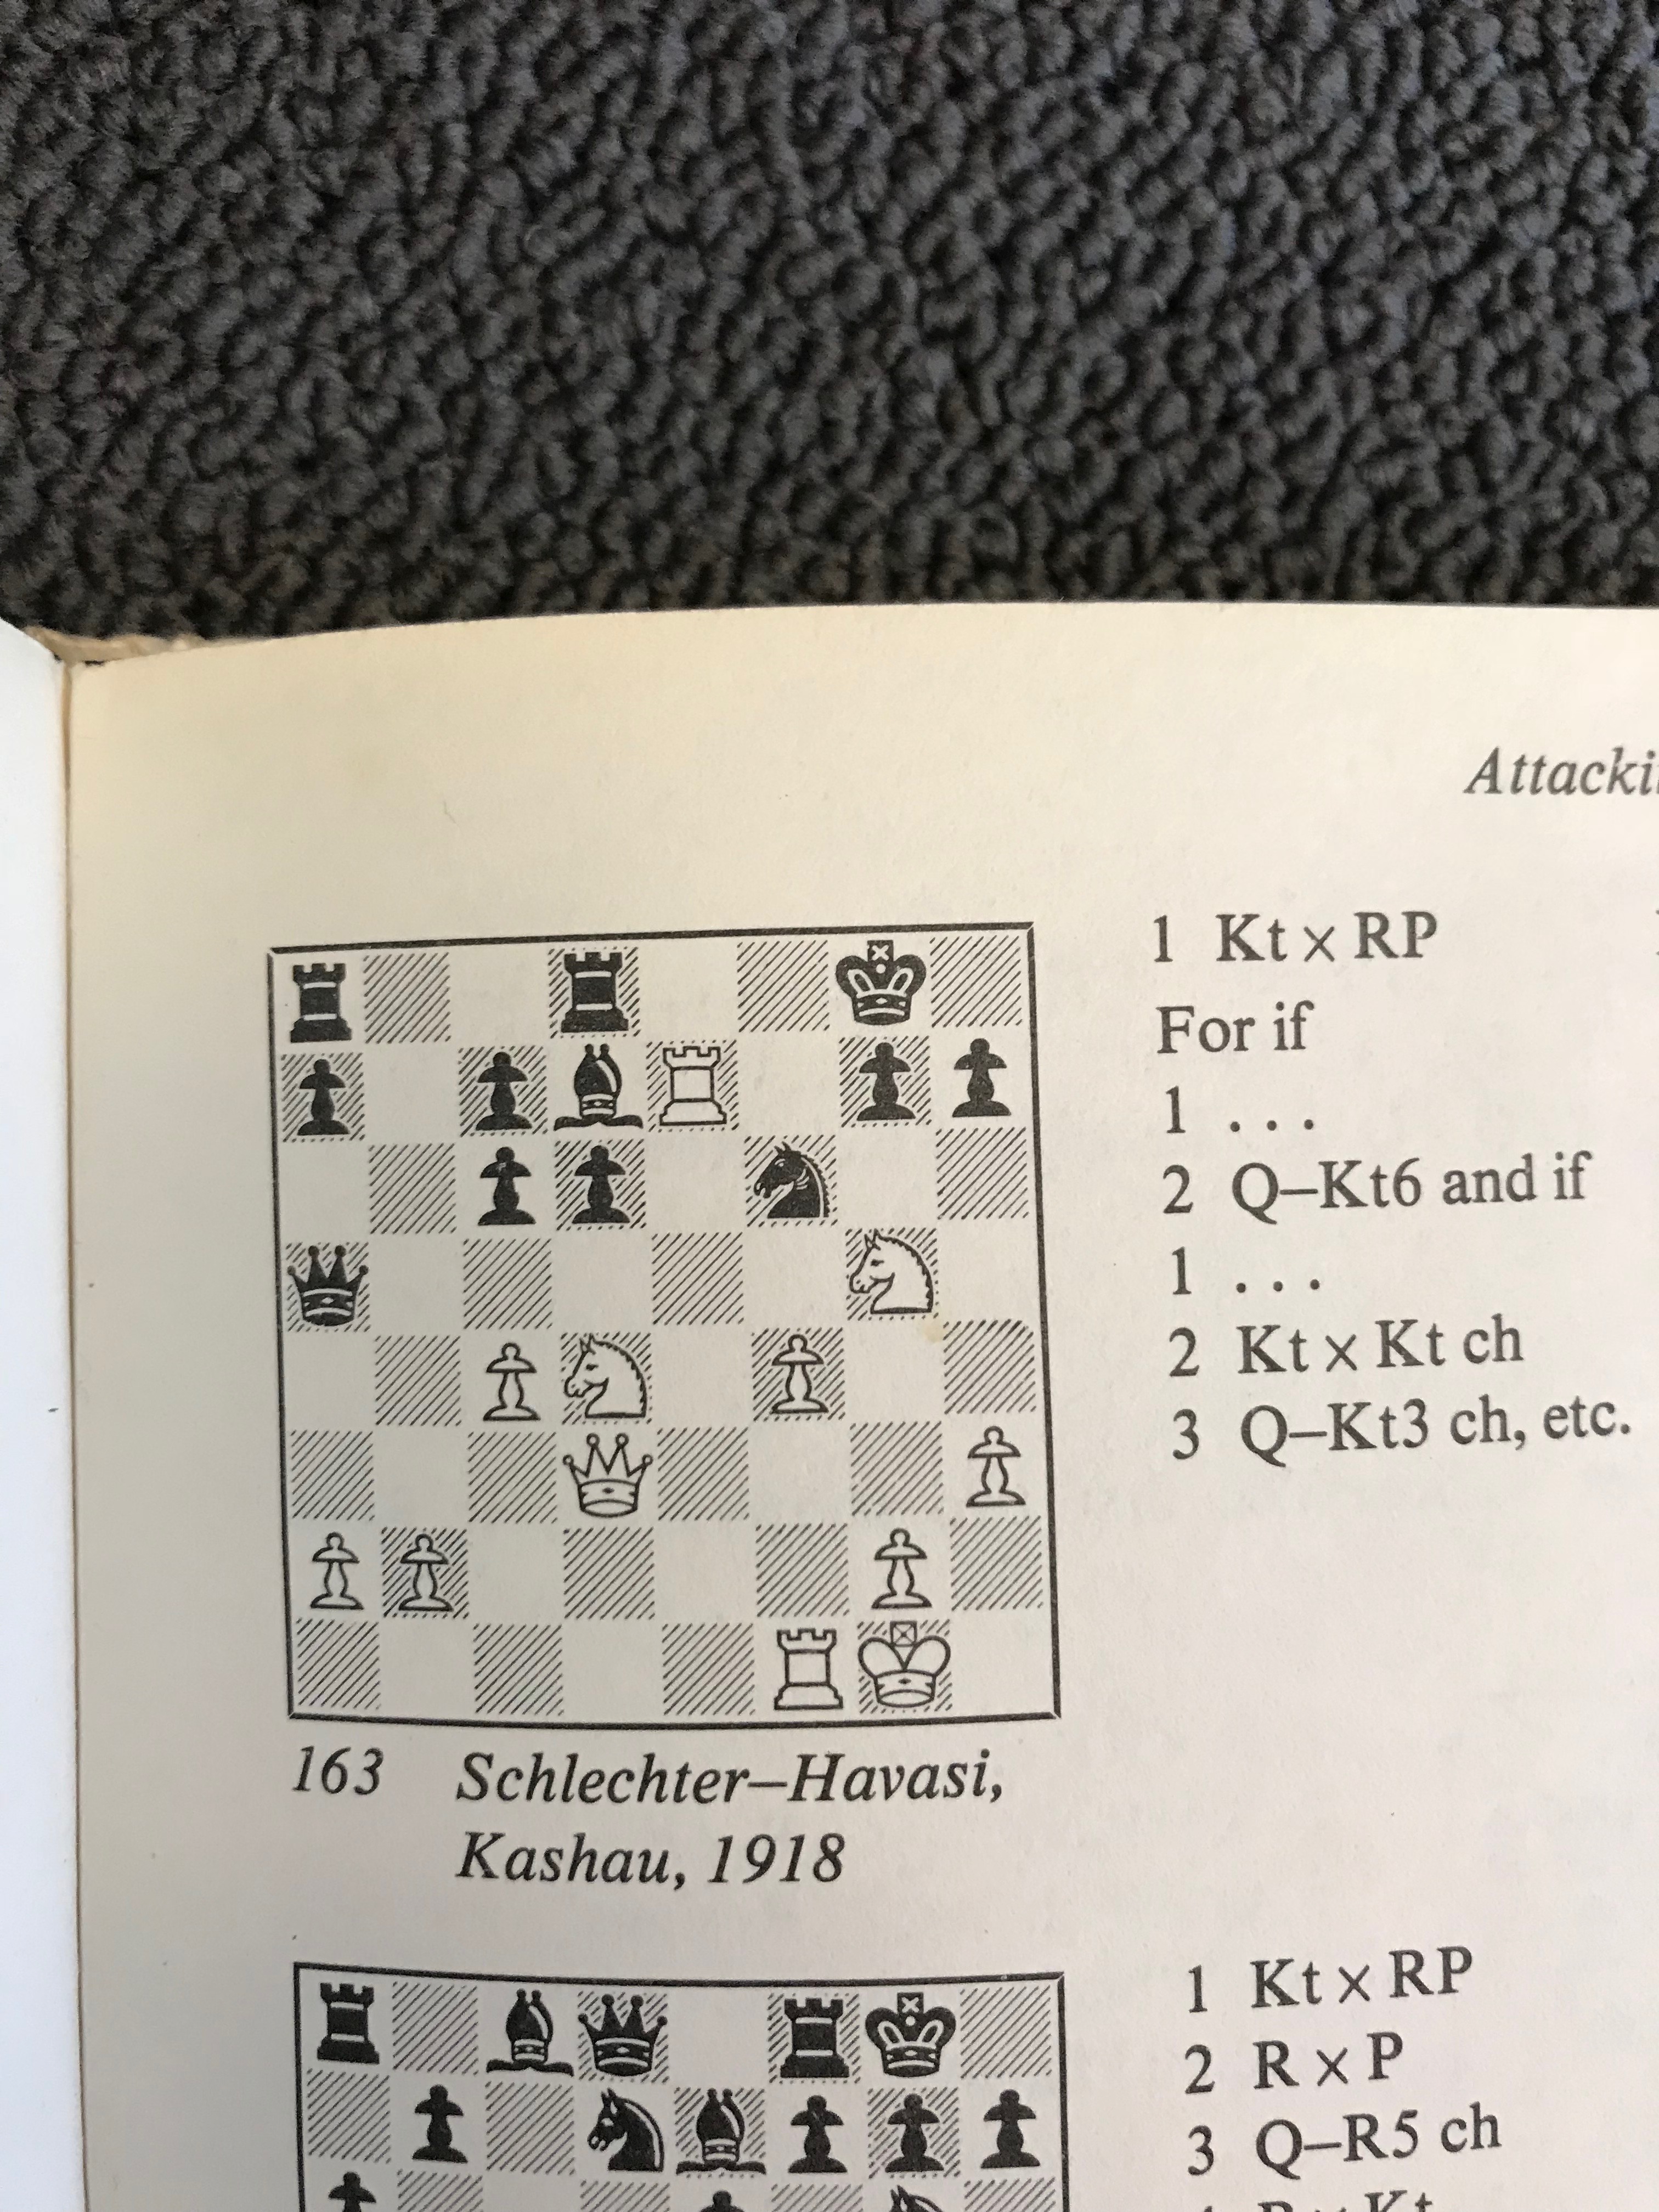 1 Kt × RP
For if
1 . . .
2 Q–Kt6 and if
1 . . .
2 Kt × Kt ch
3 Q–Kt3 ch, etc.
163 Schlechter–Havasi,
Kashau, 1918
1 Kt × RP
2 R × P
3 Q–R5 ch